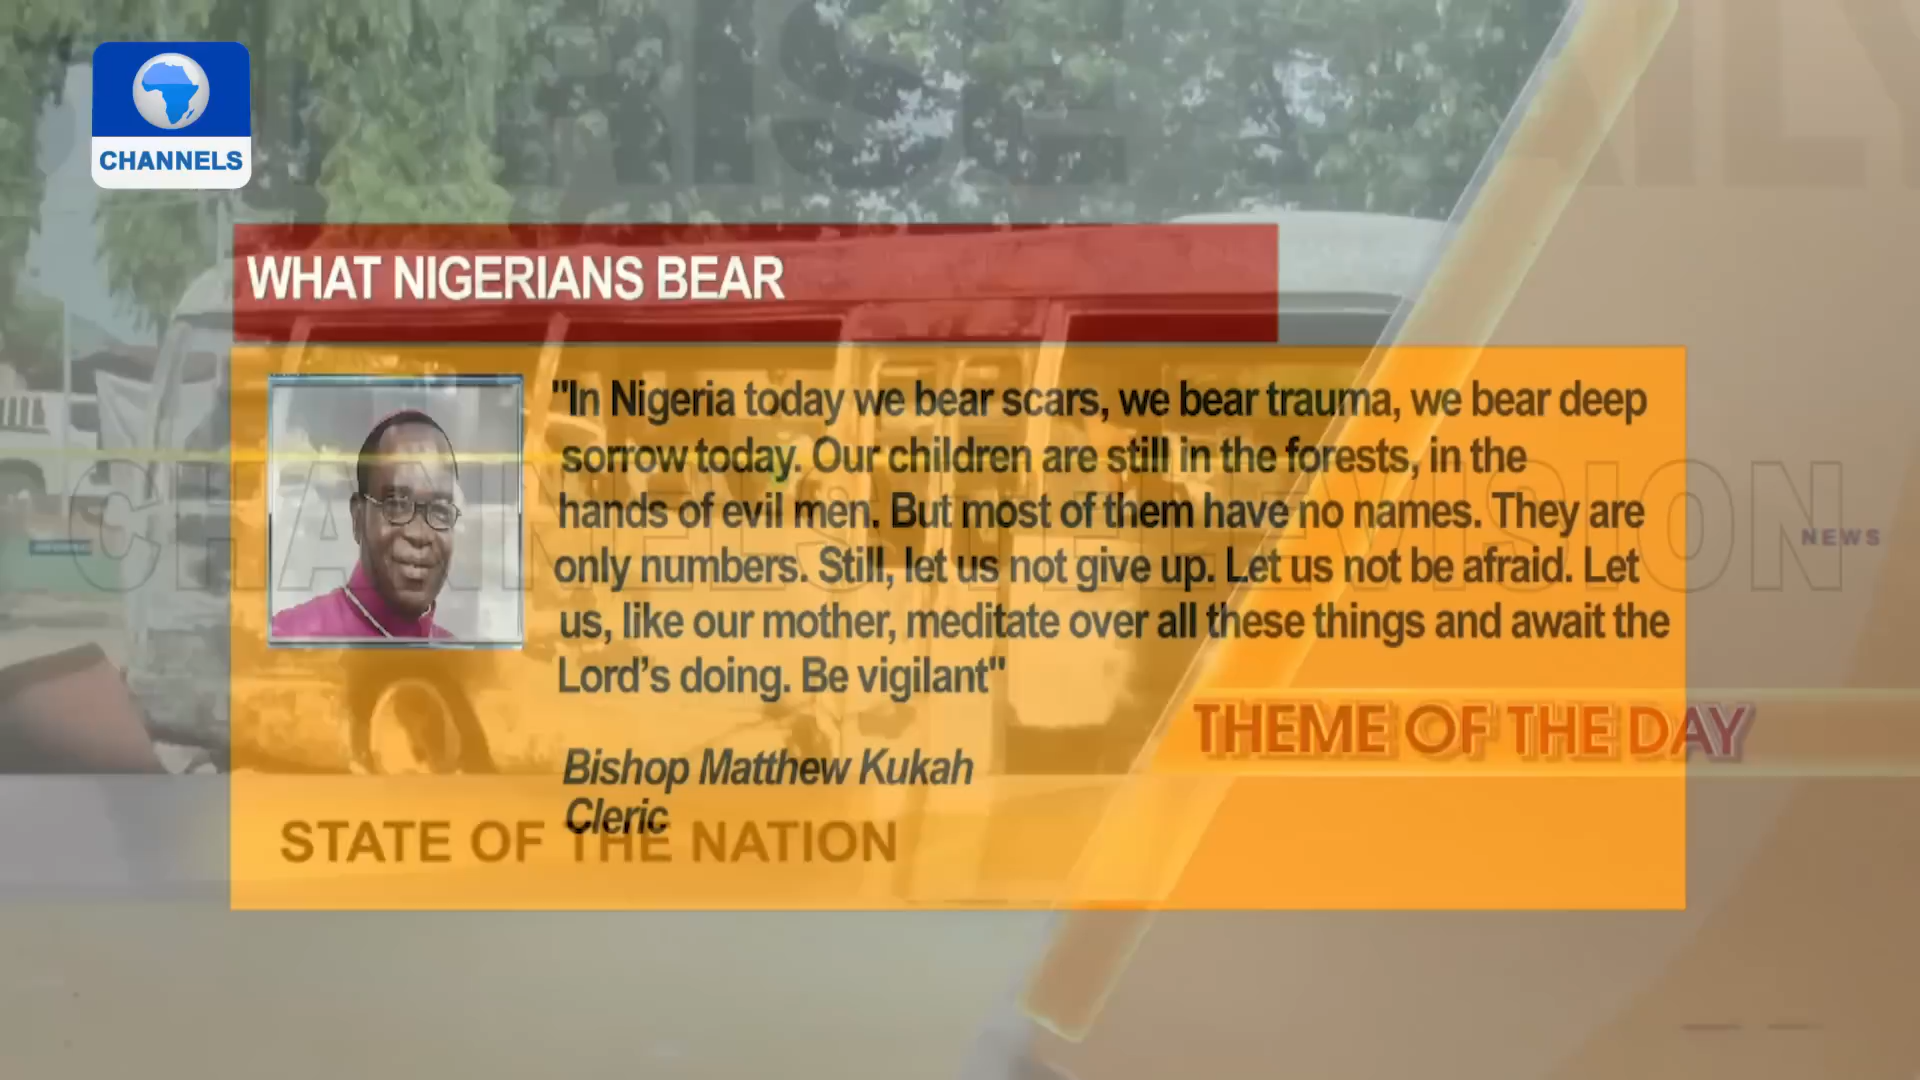 CHANNELS
WHAT NIGERIANS BEAR
"In Nigeria today we bear scars, we bear trauma, we bear deep
sorrow today. Our children are still in the forests, in the
hands of evil men. But most of them have no names. They are
only numbers. Still, let us not give up. Let us not be afraid. Let
us, like our mother, meditate over all these things and await the
Lord's doing. Be vigilant"
Bishop Matthew Kukah
Cleric
STATE OF THE NATION
THEME OF THE DAY
CHANNELS TELEVISION
NEWS